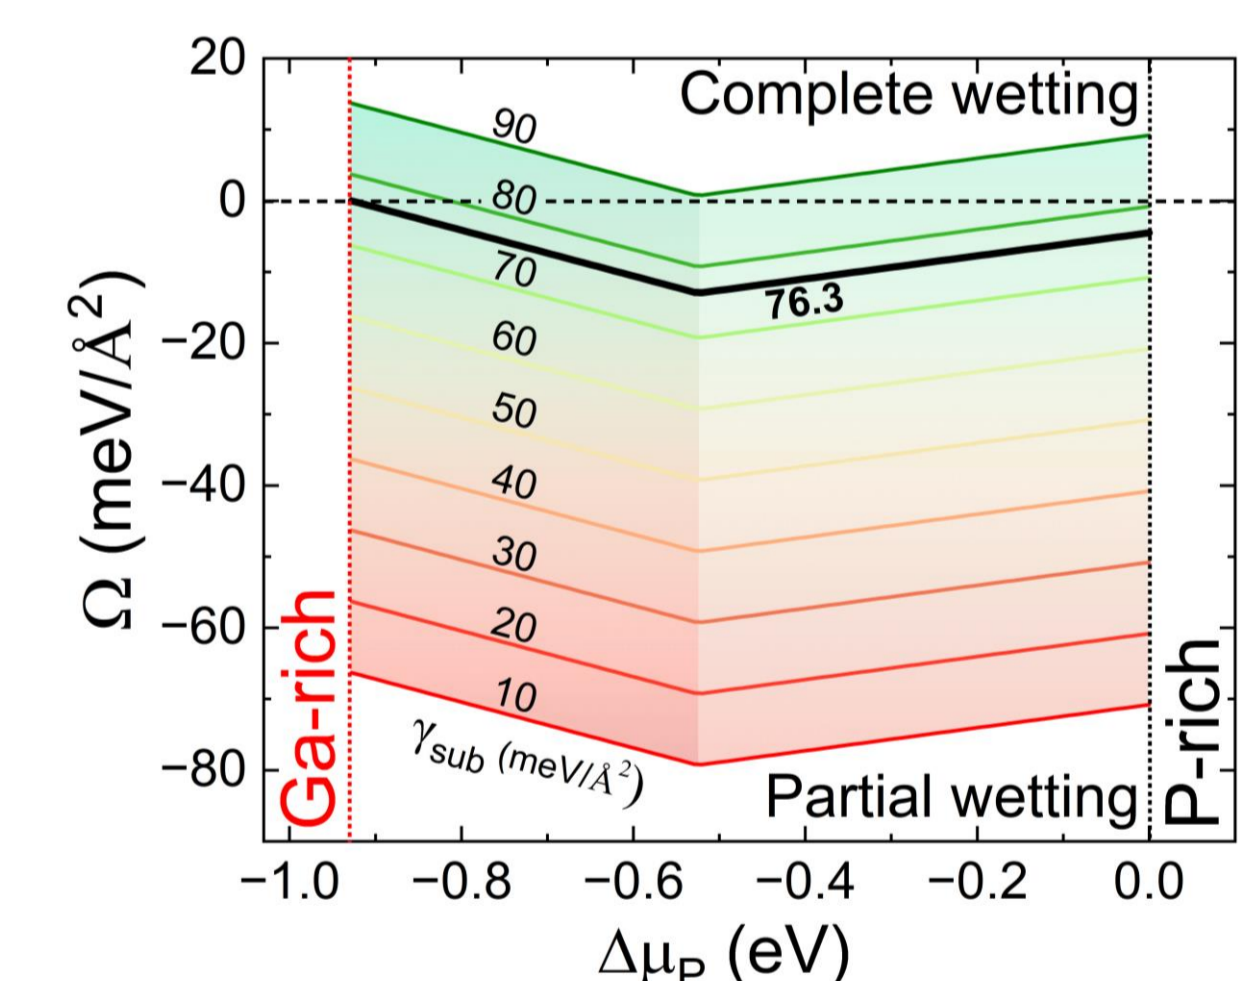 Complete wetting
20
0
−20
−40
−60
−80
Ω (meV/Å²)
90
80
70
76.3
60
50
40
30
20
10
γsub (meV/Å²)
Partial wetting
Ga-rich
P-rich
−1.0 −0.8 −0.6 −0.4 −0.2 0.0
ΔμP (eV)